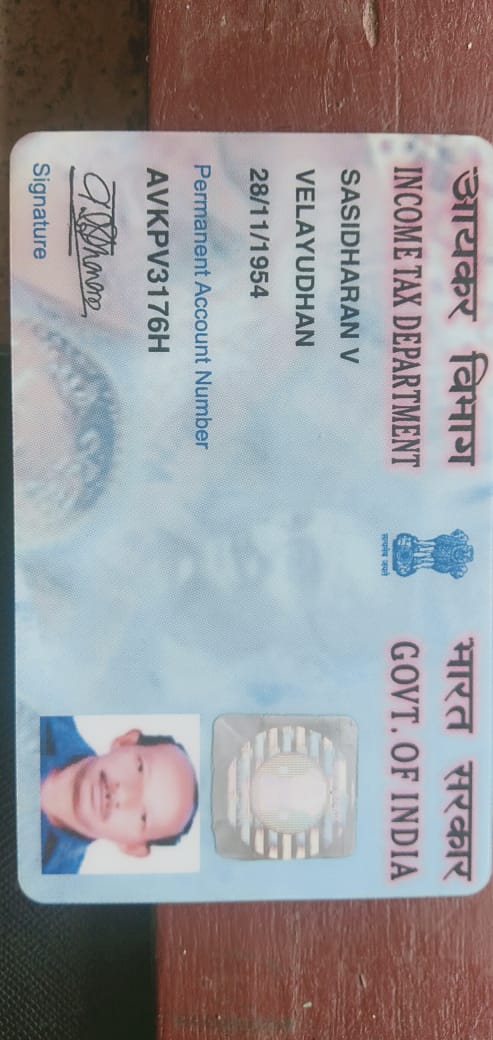 आयकर विभाग
INCOME TAX DEPARTMENT
भारत सरकार
GOVT. OF INDIA
सत्यमेव जयते
SASIDHARAN V
VELAYUDHAN
28/11/1954
Permanent Account Number
AVKPV3176H
Signature